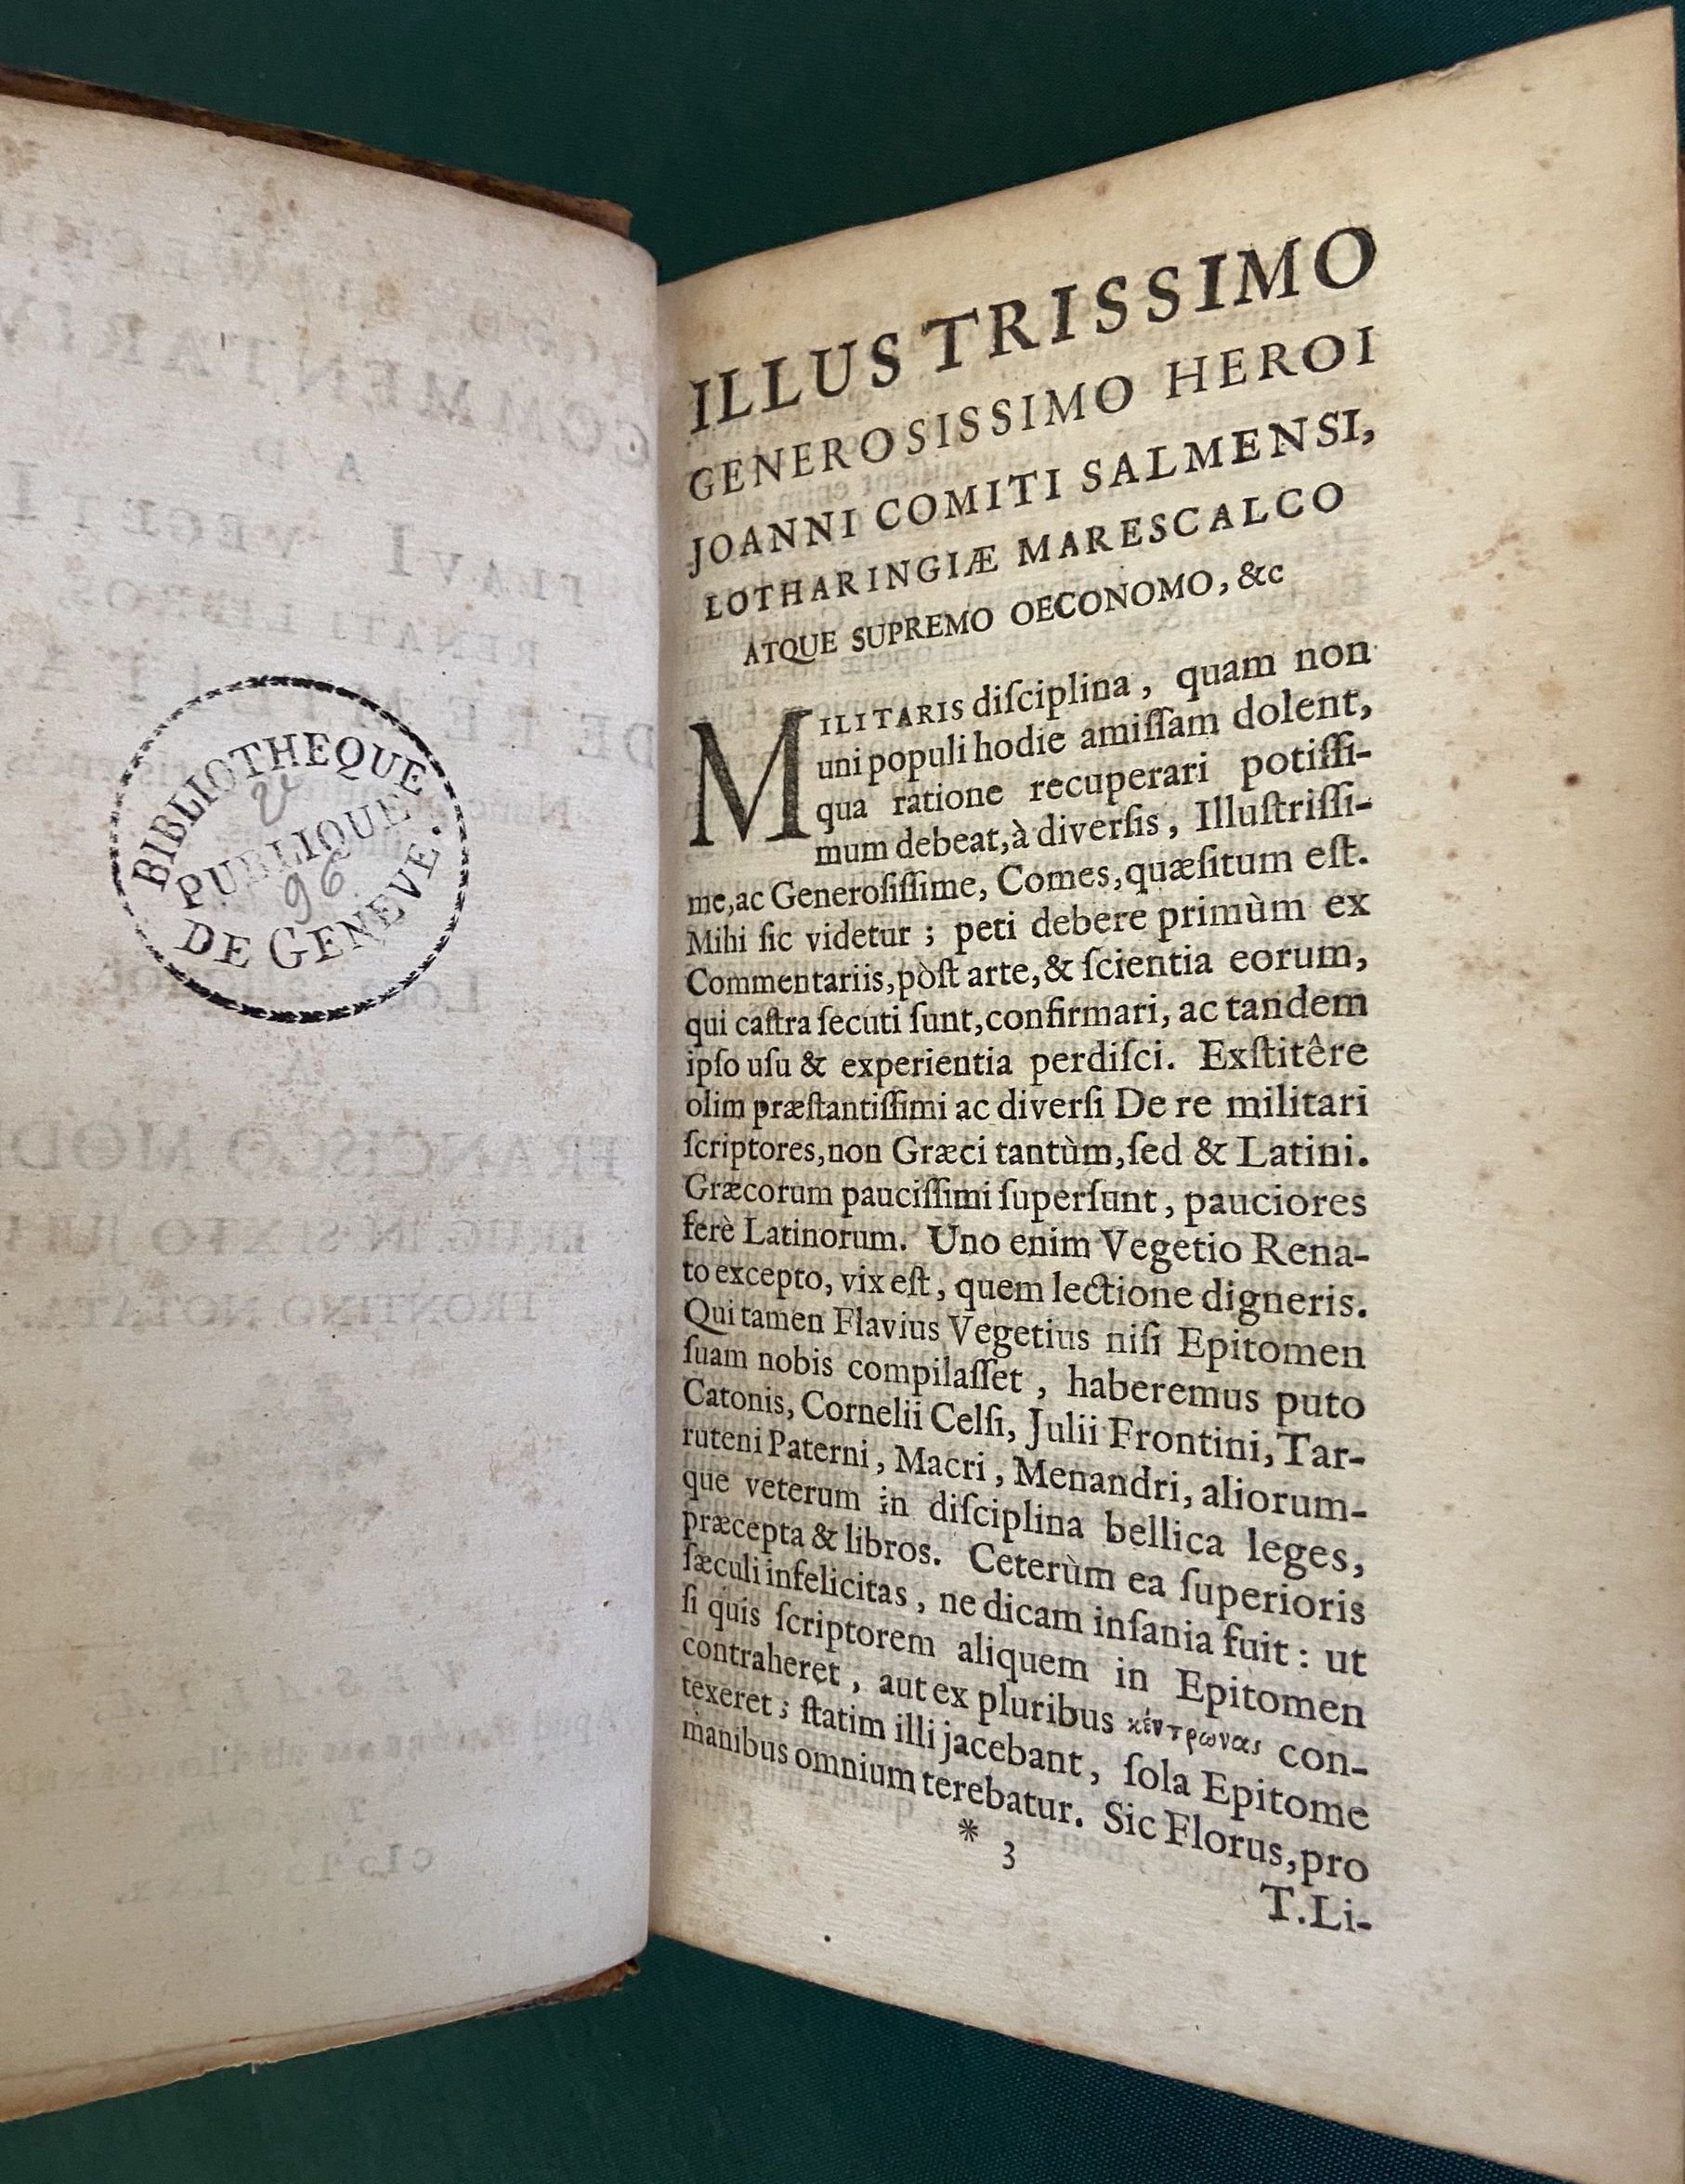 BIBLIOTHEQUE
PUBLIQUE
96
DE GENEVE.
ILLUSTRISSIMO
GENEROSISSIMO HEROI
JOANNI COMITI SALMENSI,
LOTHARINGIÆ MARESCALCO
ATQUE SUPREMO OECONOMO, &c
MILITARIS diſciplina, quam non
uni populi hodie amiſſam dolent,
qua ratione recuperari potiſſi-
mum debeat, à diverſis, Illuſtriſſi-
me, ac Generoſiſſime, Comes, quæſitum eſt.
Mihi ſic videtur; peti debere primùm ex
Commentariis, pòſt arte, & ſcientia eorum,
qui caſtra ſecuti ſunt, confirmari, ac tandem
ipſo uſu & experientia perdiſci. Exſtitêre
olim præſtantiſſimi ac diverſi De re militari
ſcriptores, non Græci tantùm, ſed & Latini.
Græcorum pauciſſimi ſuperſunt, pauciores
ferè Latinorum. Uno enim Vegetio Rena-
to excepto, vix eſt, quem lectione digneris.
Qui tamen Flavius Vegetius niſi Epitomen
ſuam nobis compilaſſet, haberemus puto
Catonis, Cornelii Celſi, Julii Frontini, Tar-
ruteni Paterni, Macri, Menandri, aliorum-
que veterum in diſciplina bellica leges,
præcepta & libros. Ceterùm ea ſuperioris
ſæculi infelicitas, ne dicam inſania fuit: ut
ſi quis ſcriptorem aliquem in Epitomen
contraheret, aut ex pluribus κέντρωνας con-
texeret; ſtatim illi jacebant, ſola Epitome
manibus omnium terebatur. Sic Florus, pro
* 3
T. Li-